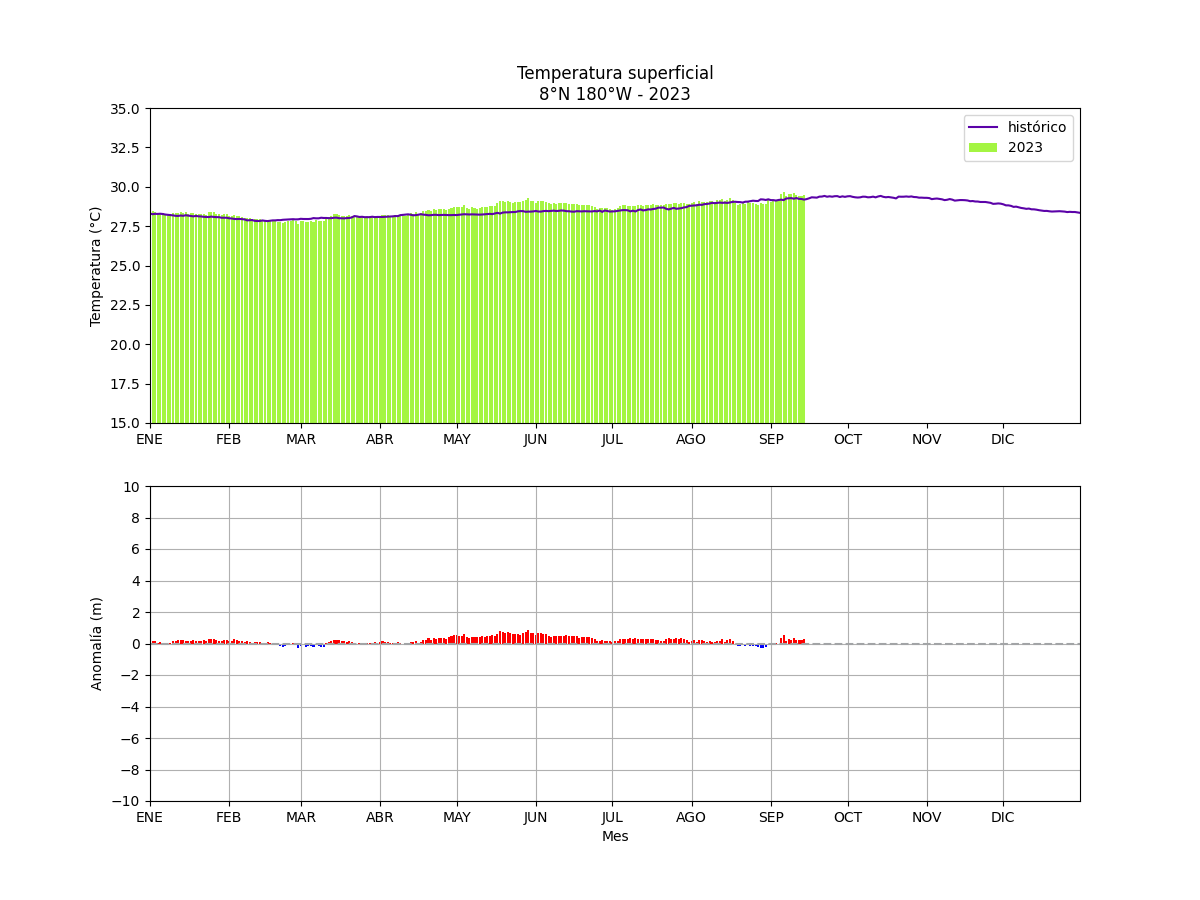 Temperatura superficial
8°N 180°W - 2023
35.0
32.5
30.0
27.5
25.0
22.5
20.0
17.5
15.0
Temperatura (°C)
histórico
2023
ENE FEB MAR ABR MAY JUN JUL AGO SEP OCT NOV DIC
10
8
6
4
2
0
−2
−4
−6
−8
−10
Anomalía (m)
ENE FEB MAR ABR MAY JUN JUL AGO SEP OCT NOV DIC
Mes